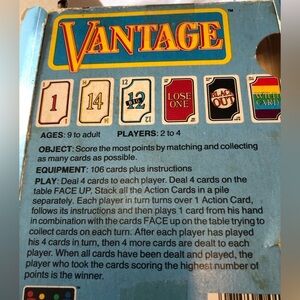 VANTAGE
™
1
14
12
LOSE
ONE
BLACK
OUT
WILD
CARD
AGES: 9 to adult PLAYERS: 2 to 4
OBJECT: Score the most points by matching and collecting
as many cards as possible.
EQUIPMENT: 106 cards plus instructions
PLAY: Deal 4 cards to each player. Deal 4 cards on the
table FACE UP. Stack all the Action Cards in a pile
separately. Each player in turn turns over 1 Action Card,
follows its instructions and then plays 1 card from his hand
in combination with the cards FACE UP on the table trying to
collect cards on each turn. After each player has played
his 4 cards in turn, then 4 more cards are dealt to each
player. When all cards have been dealt and played, the
player who took the cards scoring the highest number of
points is the winner.